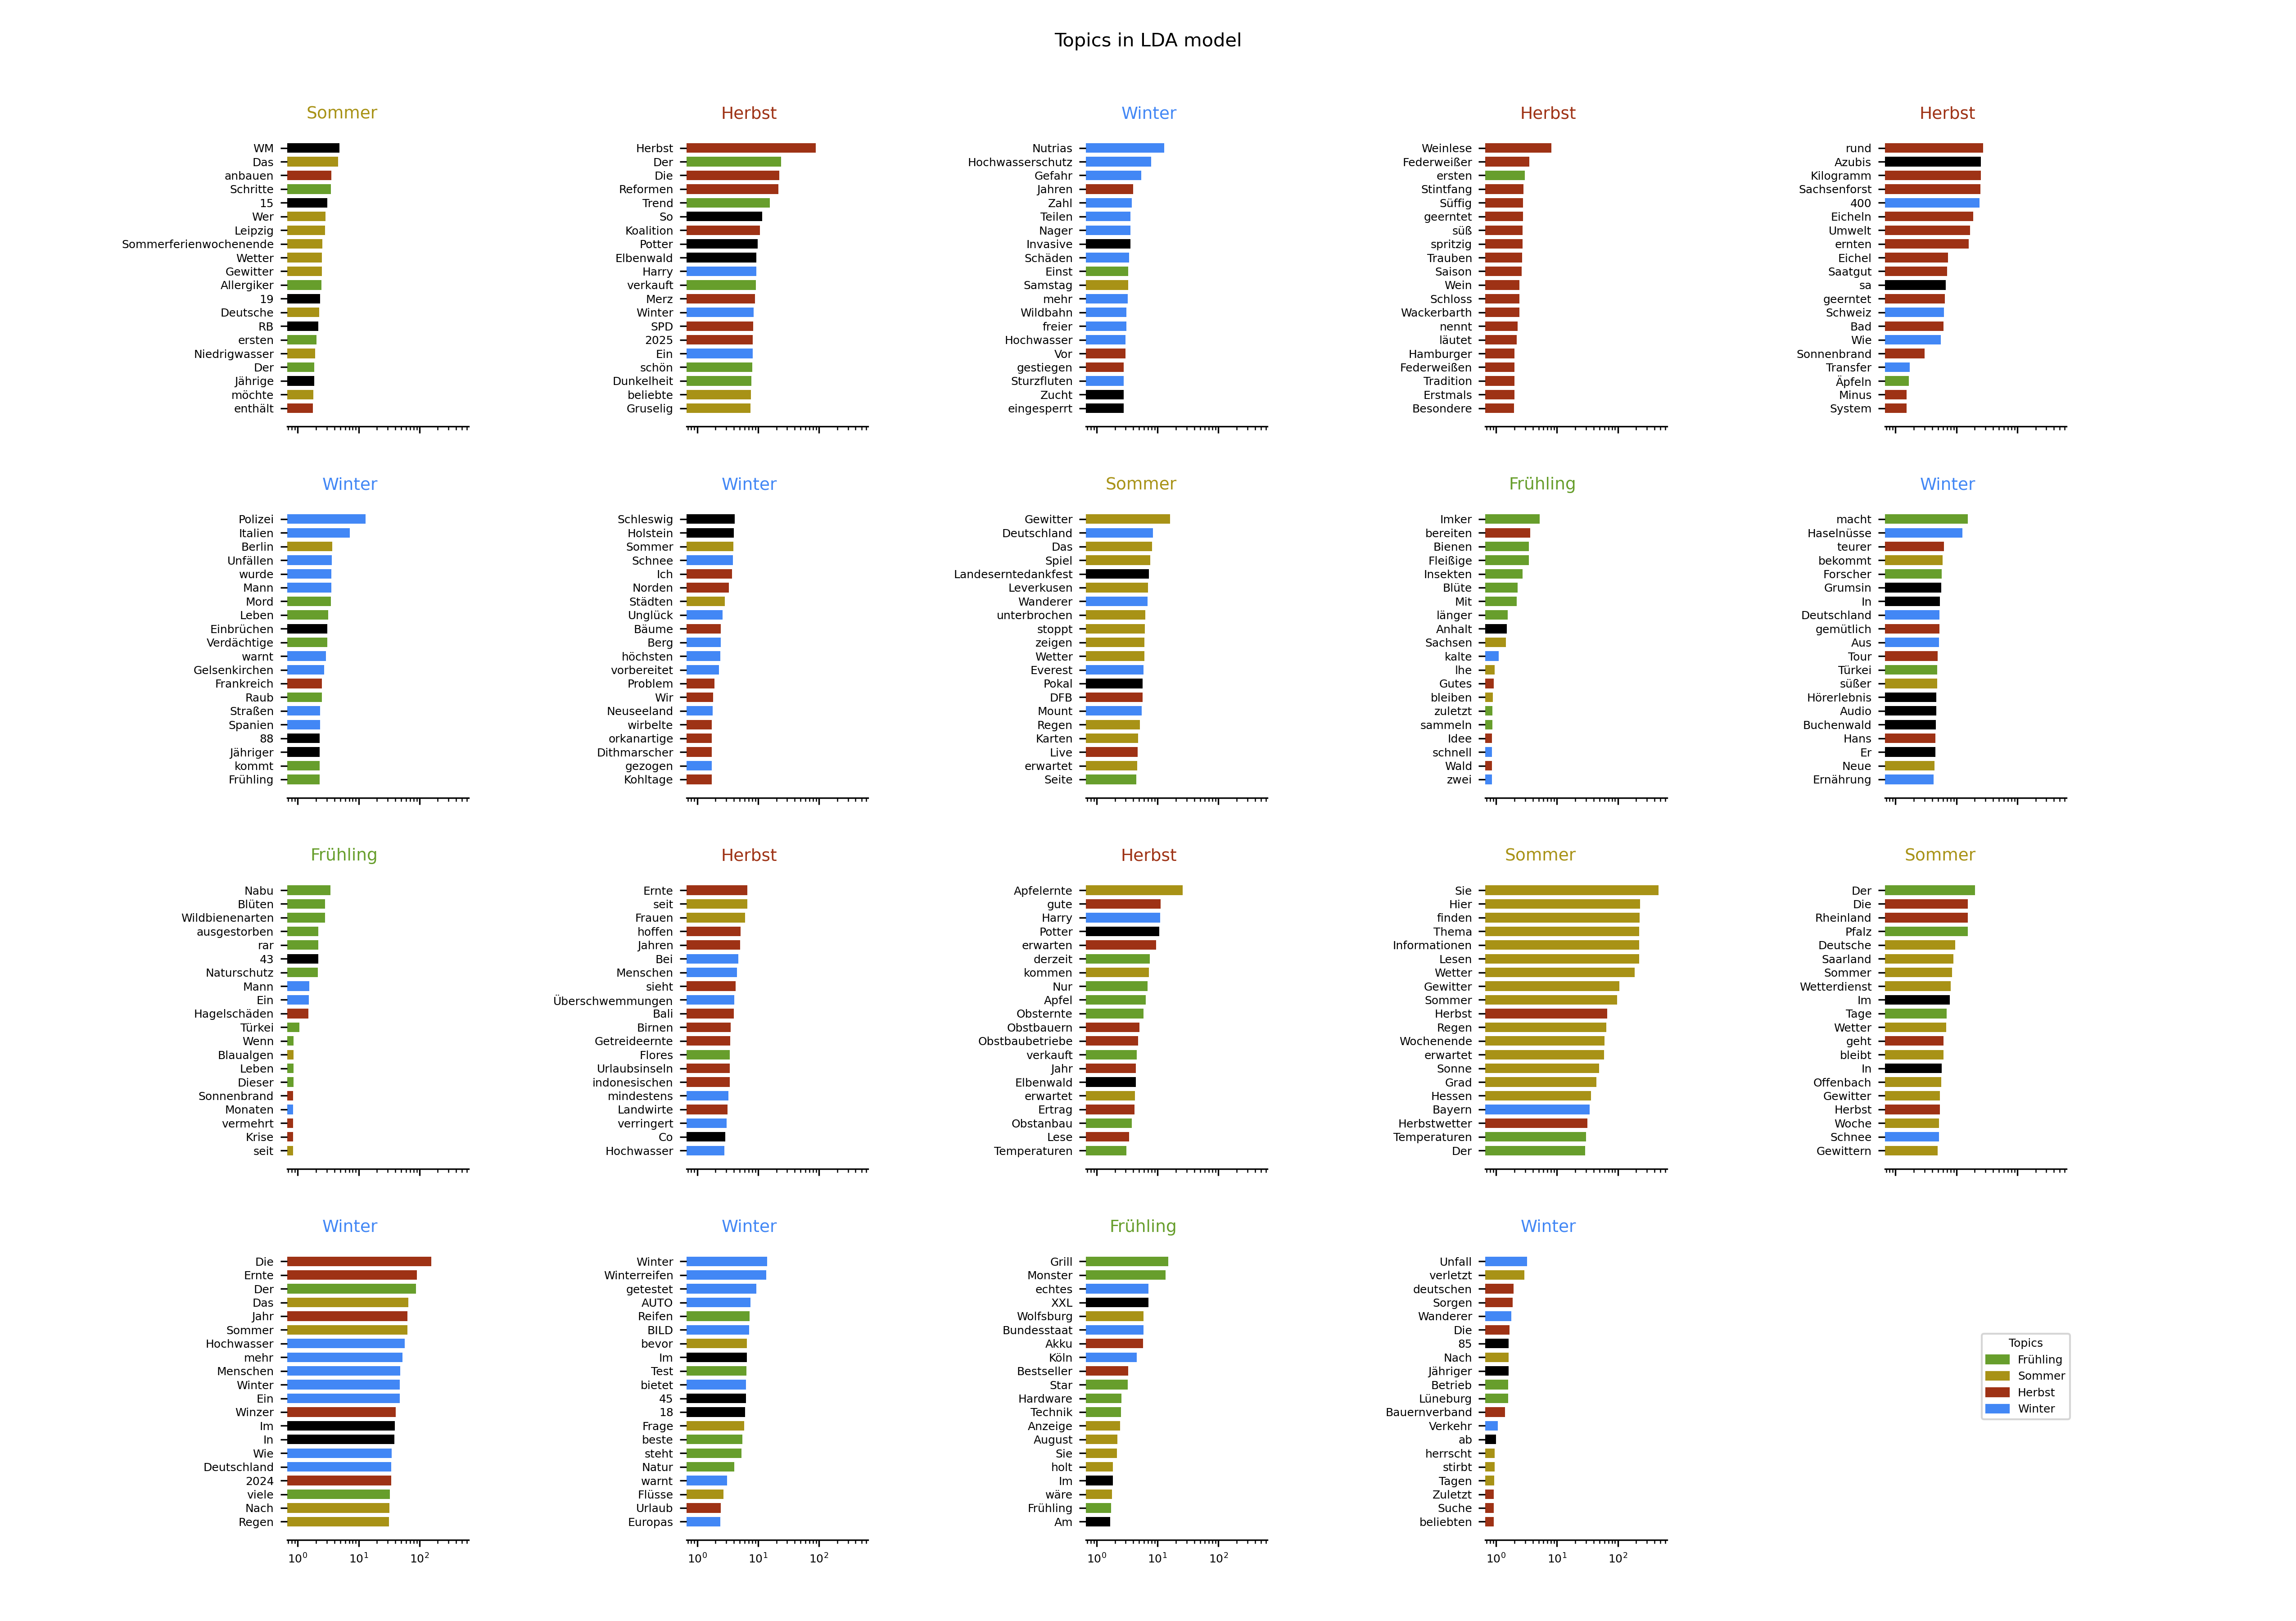 Topics in LDA model
Sommer
WM
Das
anbauen
Schritte
15
Wer
Leipzig
Sommerferienwochenende
Wetter
Gewitter
Allergiker
19
Deutsche
RB
ersten
Niedrigwasser
Der
Jährige
möchte
enthält
Herbst
Herbst
Der
Die
Reformen
Trend
So
Koalition
Potter
Elbenwald
Harry
verkauft
Merz
Winter
SPD
2025
Ein
schön
Dunkelheit
beliebte
Gruselig
Winter
Nutrias
Hochwasserschutz
Gefahr
Jahren
Zahl
Teilen
Nager
Invasive
Schäden
Einst
Samstag
mehr
Wildbahn
freier
Hochwasser
Vor
gestiegen
Sturzfluten
Zucht
eingesperrt
Herbst
Weinlese
Federweißer
ersten
Stintfang
Süffig
geerntet
süß
spritzig
Trauben
Saison
Wein
Schloss
Wackerbarth
nennt
läutet
Hamburger
Federweißen
Tradition
Erstmals
Besondere
Herbst
rund
Azubis
Kilogramm
Sachsenforst
400
Eicheln
Umwelt
ernten
Eichel
Saatgut
sa
geerntet
Schweiz
Bad
Wie
Sonnenbrand
Transfer
Äpfeln
Minus
System
Winter
Polizei
Italien
Berlin
Unfällen
wurde
Mann
Mord
Leben
Einbrüchen
Verdächtige
warnt
Gelsenkirchen
Frankreich
Raub
Straßen
Spanien
88
Jähriger
kommt
Frühling
Winter
Schleswig
Holstein
Sommer
Schnee
Ich
Norden
Städten
Unglück
Bäume
Berg
höchsten
vorbereitet
Problem
Wir
Neuseeland
wirbelte
orkanartige
Dithmarscher
gezogen
Kohltage
Sommer
Gewitter
Deutschland
Das
Spiel
Landeserntedankfest
Leverkusen
Wanderer
unterbrochen
stoppt
zeigen
Wetter
Everest
Pokal
DFB
Mount
Regen
Karten
Live
erwartet
Seite
Frühling
Imker
bereiten
Bienen
Fleißige
Insekten
Blüte
Mit
länger
Anhalt
Sachsen
kalte
Ihe
Gutes
bleiben
zuletzt
sammeln
Idee
schnell
Wald
zwei
Winter
macht
Haselnüsse
teurer
bekommt
Forscher
Grumsin
In
Deutschland
gemütlich
Aus
Tour
Türkei
süßer
Hörerlebnis
Audio
Buchenwald
Hans
Er
Neue
Ernährung
Frühling
Nabu
Blüten
Wildbienenarten
ausgestorben
rar
43
Naturschutz
Mann
Ein
Hagelschäden
Türkei
Wenn
Blaualgen
Leben
Dieser
Sonnenbrand
Monaten
vermehrt
Krise
seit
Herbst
Ernte
seit
Frauen
hoffen
Jahren
Bei
Menschen
sieht
Überschwemmungen
Bali
Birnen
Getreideernte
Flores
Urlaubsinseln
indonesischen
mindestens
Landwirte
verringert
Co
Hochwasser
Herbst
Apfelernte
gute
Harry
Potter
erwarten
derzeit
kommen
Nur
Apfel
Obsternte
Obstbauern
Obstbaubetriebe
verkauft
Jahr
Elbenwald
erwartet
Ertrag
Obstanbau
Lese
Temperaturen
Sommer
Sie
Hier
finden
Thema
Informationen
Lesen
Wetter
Gewitter
Sommer
Herbst
Regen
Wochenende
erwartet
Sonne
Grad
Hessen
Bayern
Herbstwetter
Temperaturen
Der
Sommer
Der
Die
Rheinland
Pfalz
Deutsche
Saarland
Sommer
Wetterdienst
Im
Tage
Wetter
geht
bleibt
In
Offenbach
Gewitter
Herbst
Woche
Schnee
Gewittern
Winter
Die
Ernte
Der
Das
Jahr
Sommer
Hochwasser
mehr
Menschen
Winter
Ein
Winzer
Im
In
Wie
Deutschland
2024
viele
Nach
Regen
10⁰ 10¹ 10²
Winter
Winter
Winterreifen
getestet
AUTO
Reifen
BILD
bevor
Im
Test
bietet
45
18
Frage
beste
steht
Natur
warnt
Flüsse
Urlaub
Europas
10⁰ 10¹ 10²
Frühling
Grill
Monster
echtes
XXL
Wolfsburg
Bundesstaat
Akku
Köln
Bestseller
Star
Hardware
Technik
Anzeige
August
Sie
holt
Im
wäre
Frühling
Am
10⁰ 10¹ 10²
Winter
Unfall
verletzt
deutschen
Sorgen
Wanderer
Die
85
Nach
Jähriger
Betrieb
Lüneburg
Bauernverband
Verkehr
ab
herrscht
stirbt
Tagen
Zuletzt
Suche
beliebten
10⁰ 10¹ 10²
Topics
Frühling
Sommer
Herbst
Winter